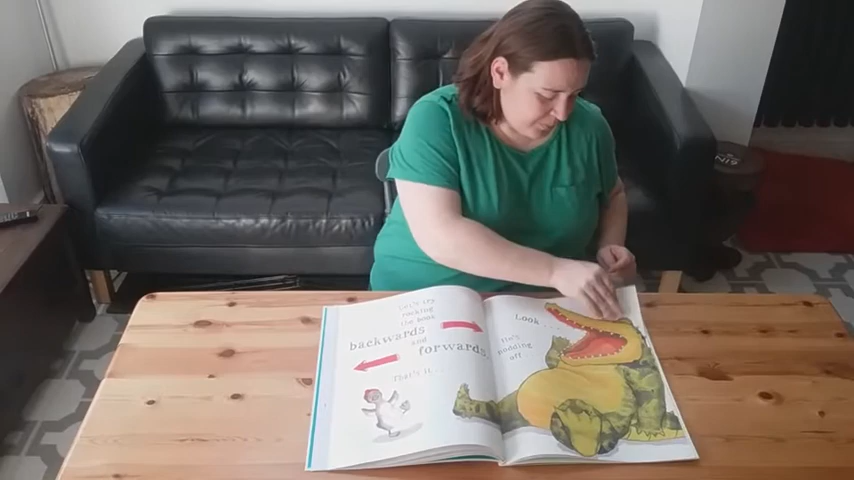 Let's try
rocking
the book
backwards
and
forwards
That's it...
Look...
He's
nodding
off